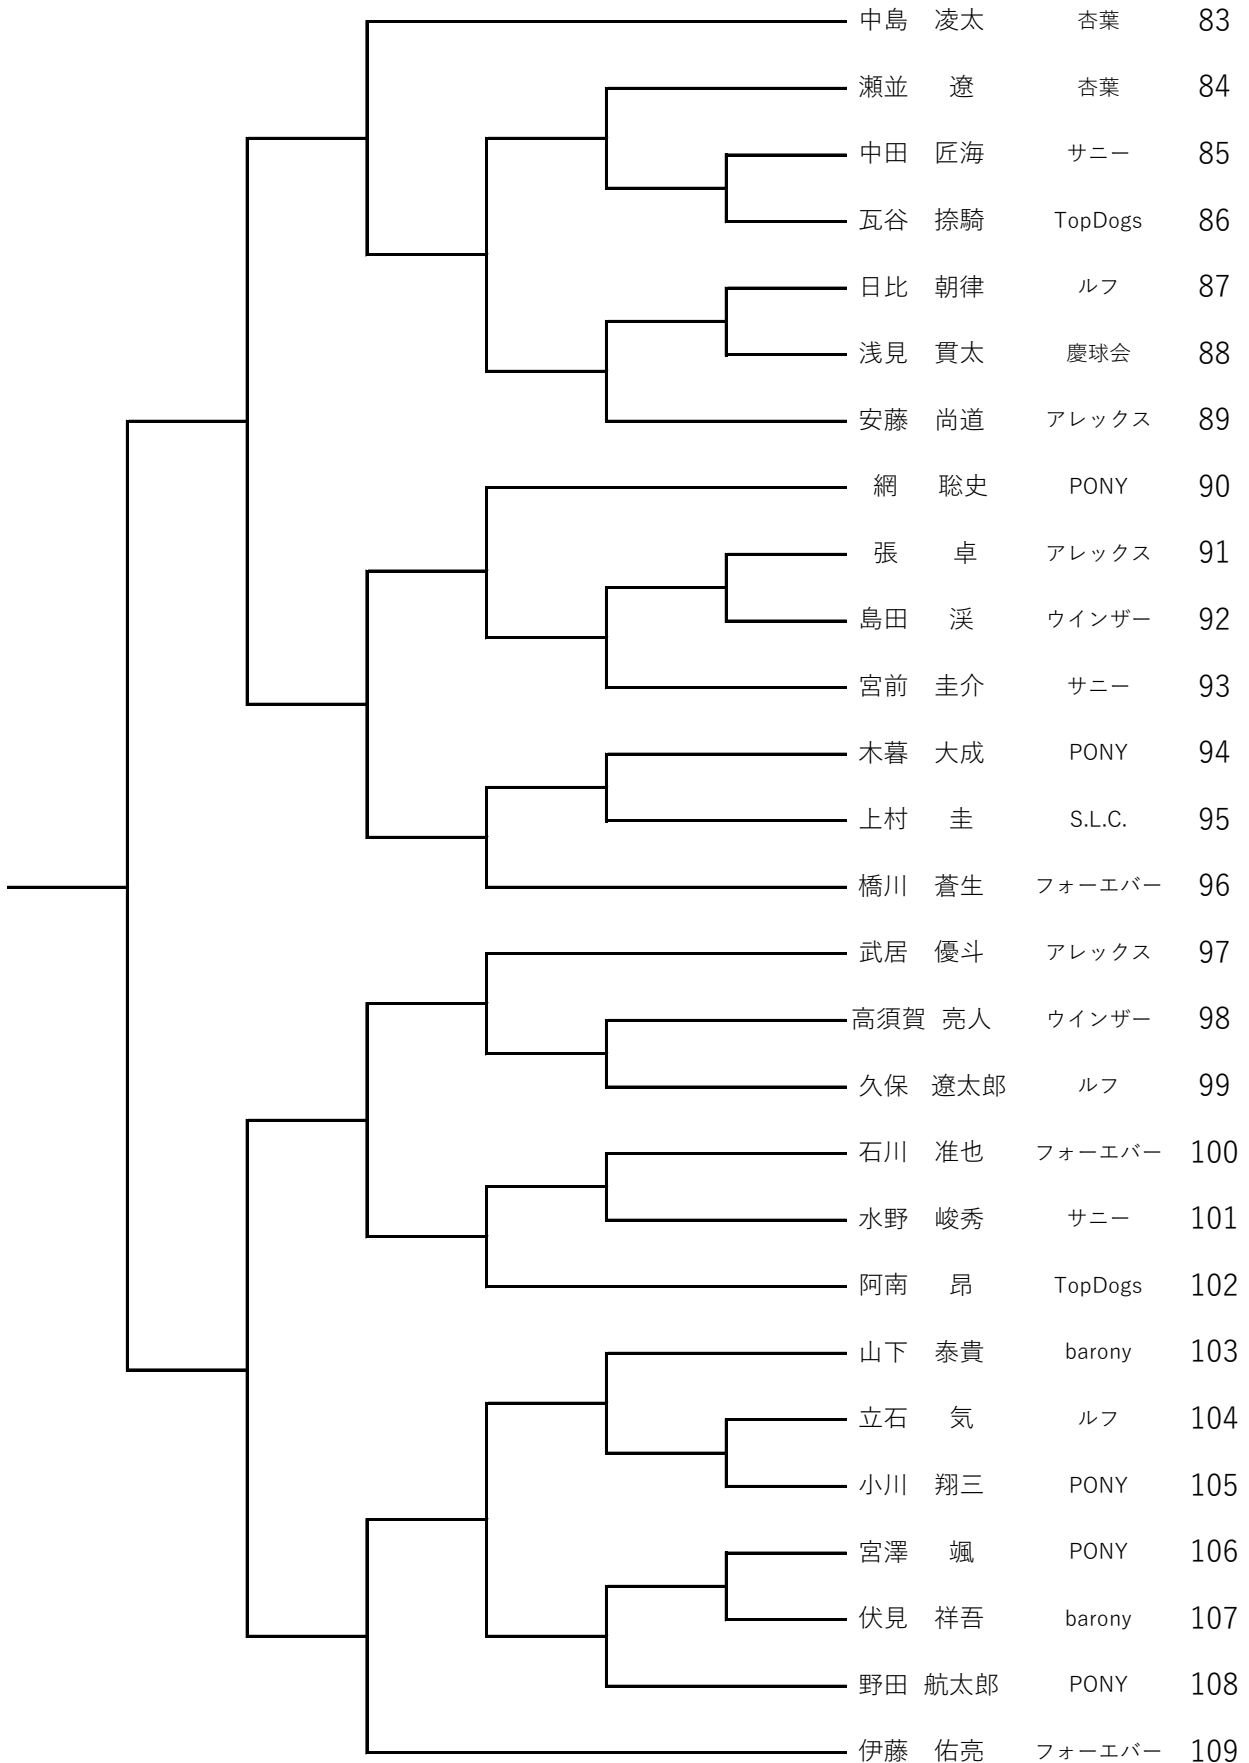 中島 凌太 杏葉 83
瀬並 遼 杏葉 84
中田 匠海 サニー 85
瓦谷 捺騎 TopDogs 86
日比 朝律 ルフ 87
浅見 貫太 慶球会 88
安藤 尚道 アレックス 89
網 聡史 PONY 90
張 卓 アレックス 91
島田 渓 ウインザー 92
宮前 圭介 サニー 93
木暮 大成 PONY 94
上村 圭 S.L.C. 95
橋川 蒼生 フォーエバー 96
武居 優斗 アレックス 97
高須賀 亮人 ウインザー 98
久保 遼太郎 ルフ 99
石川 准也 フォーエバー 100
水野 峻秀 サニー 101
阿南 昂 TopDogs 102
山下 泰貴 barony 103
立石 気 ルフ 104
小川 翔三 PONY 105
宮澤 颯 PONY 106
伏見 祥吾 barony 107
野田 航太郎 PONY 108
伊藤 佑亮 フォーエバー 109